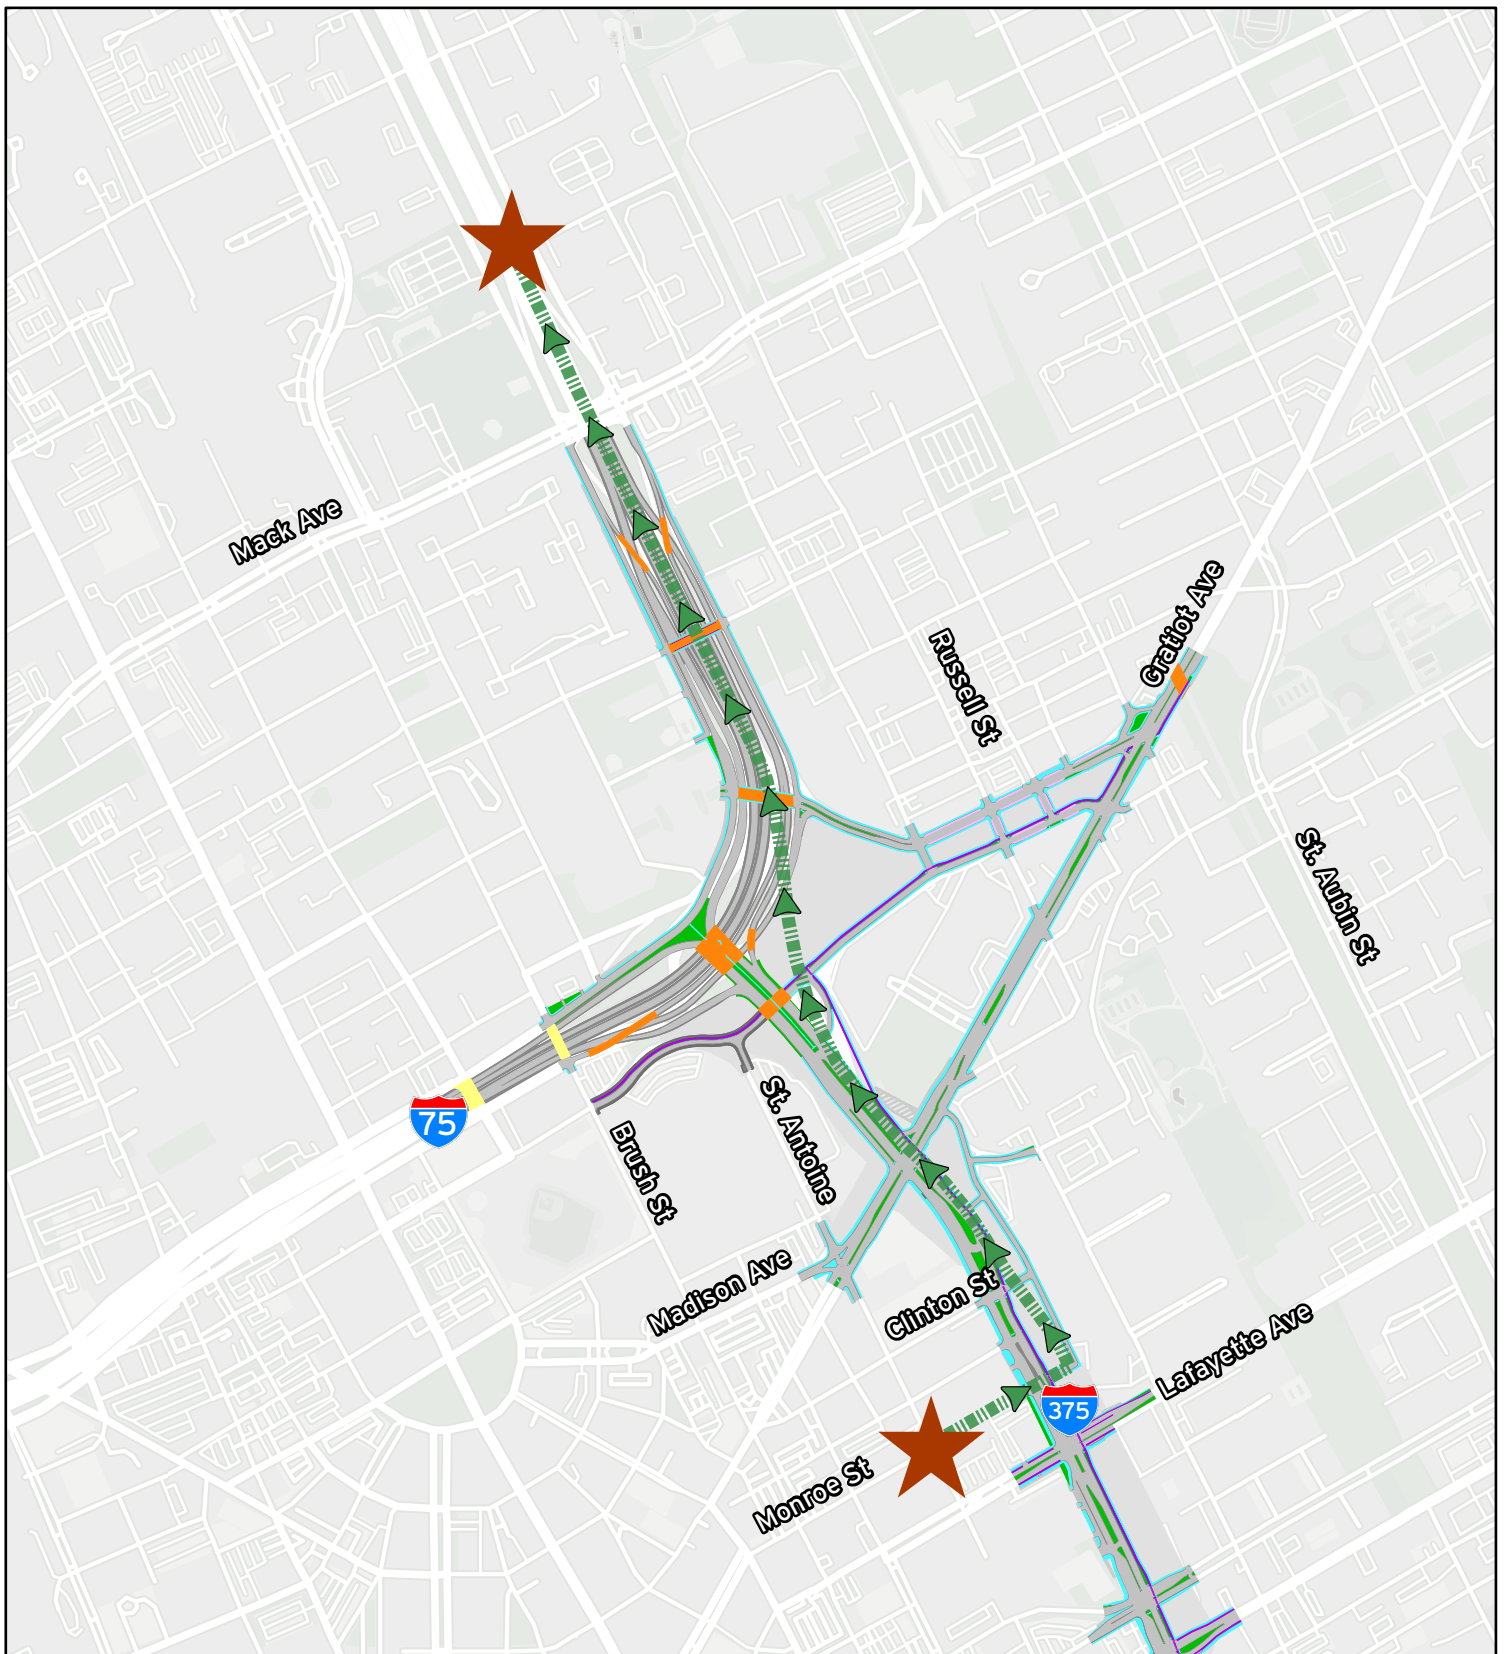 Mack Ave
Gratiot Ave
Russell St
St. Aubin St
75
St. Antoine
Brush St
Madison Ave
Clinton St
Lafayette Ave
375
Monroe St